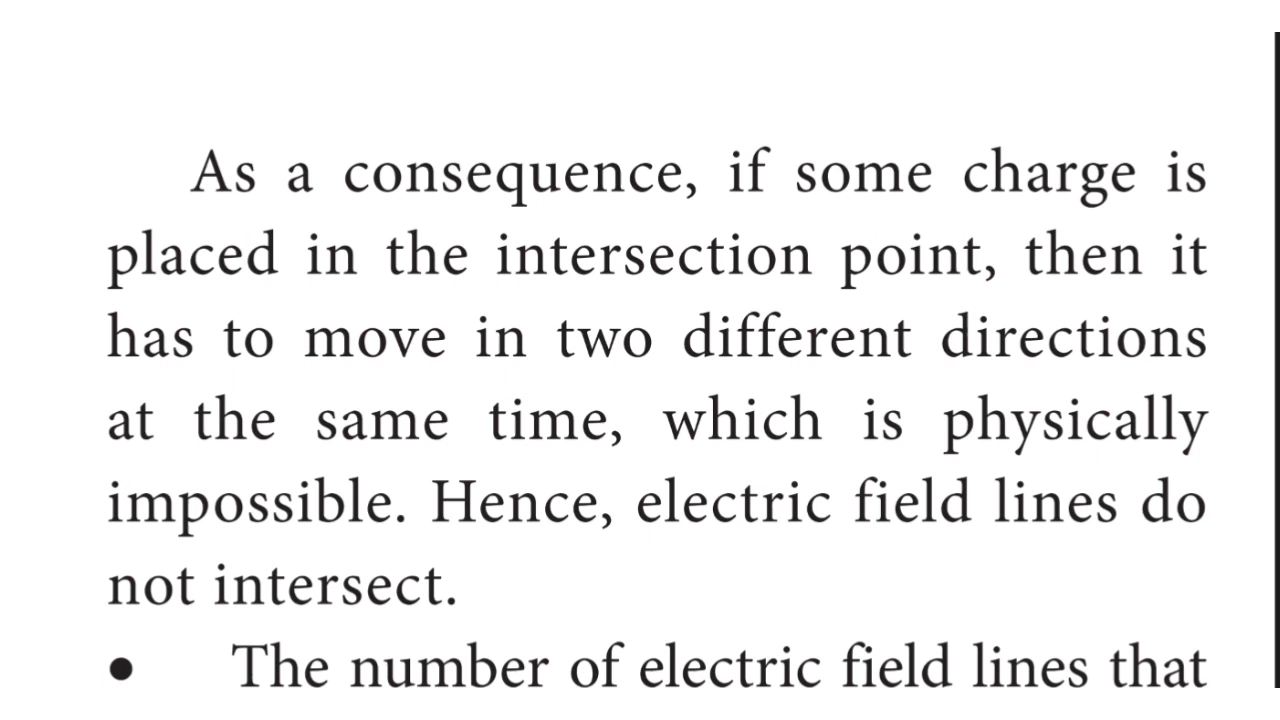 As a consequence, if some charge is
placed in the intersection point, then it
has to move in two different directions
at the same time, which is physically
impossible. Hence, electric field lines do
not intersect.
● The number of electric field lines that